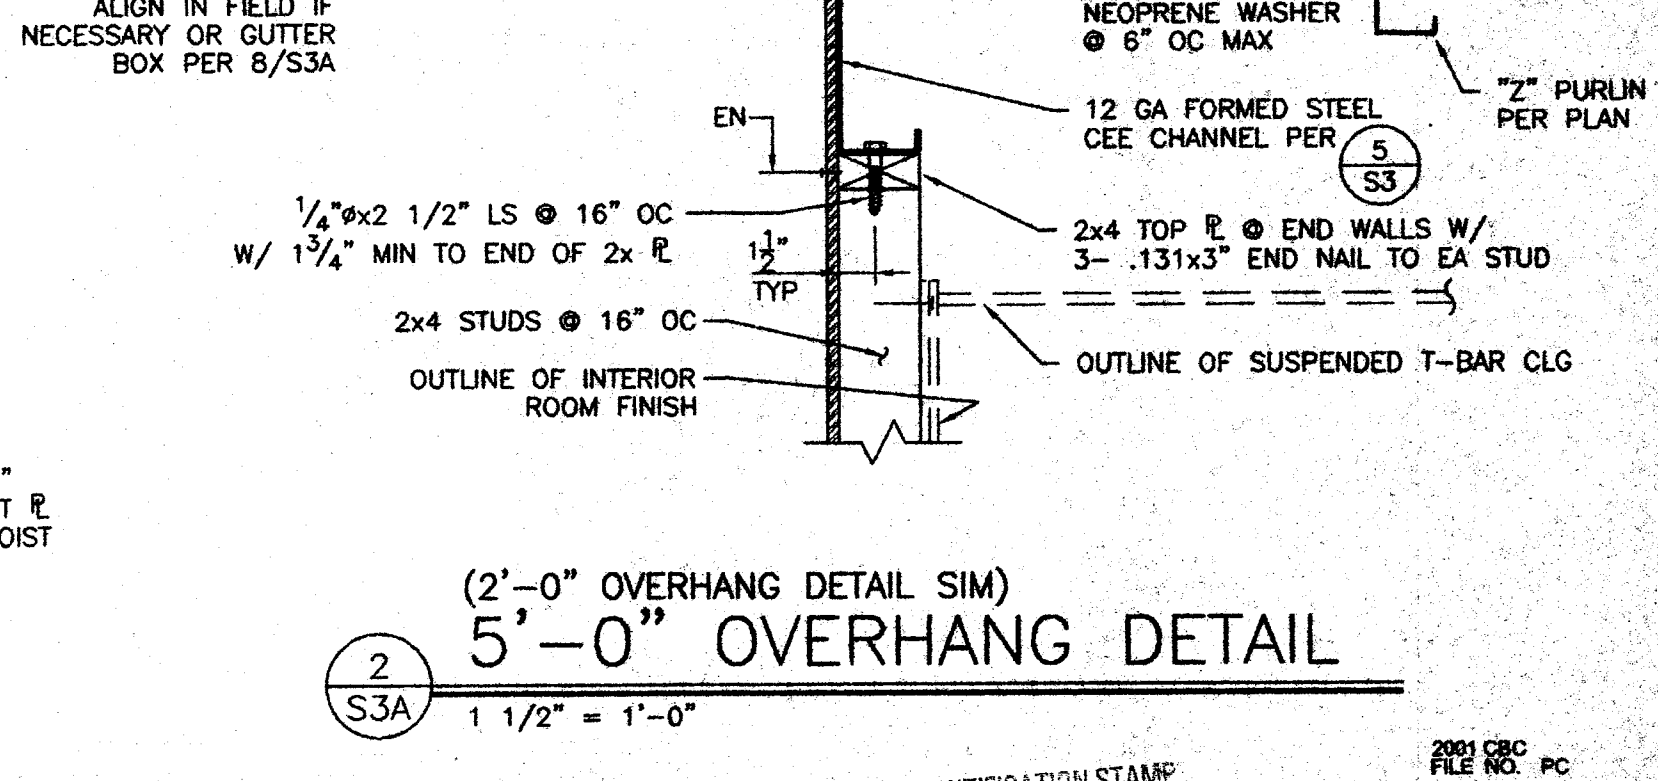 ALIGN IN FIELD IF
NECESSARY OR GUTTER
BOX PER 8/S3A
NEOPRENE WASHER
@ 6" OC MAX
"Z" PURLIN
PER PLAN
12 GA FORMED STEEL
CEE CHANNEL PER
5
S3
EN
1/4"øx2 1/2" LS @ 16" OC
W/ 1 3/4" MIN TO END OF 2x ℄
1 1/2"
TYP
2x4 TOP ℄ @ END WALLS W/
3- .131x3" END NAIL TO EA STUD
2x4 STUDS @ 16" OC
OUTLINE OF SUSPENDED T-BAR CLG
OUTLINE OF INTERIOR
ROOM FINISH
(2'-0" OVERHANG DETAIL SIM)
5'-0" OVERHANG DETAIL
2
S3A
1 1/2" = 1'-0"
2001 CBC
FILE NO. PC
STAMP